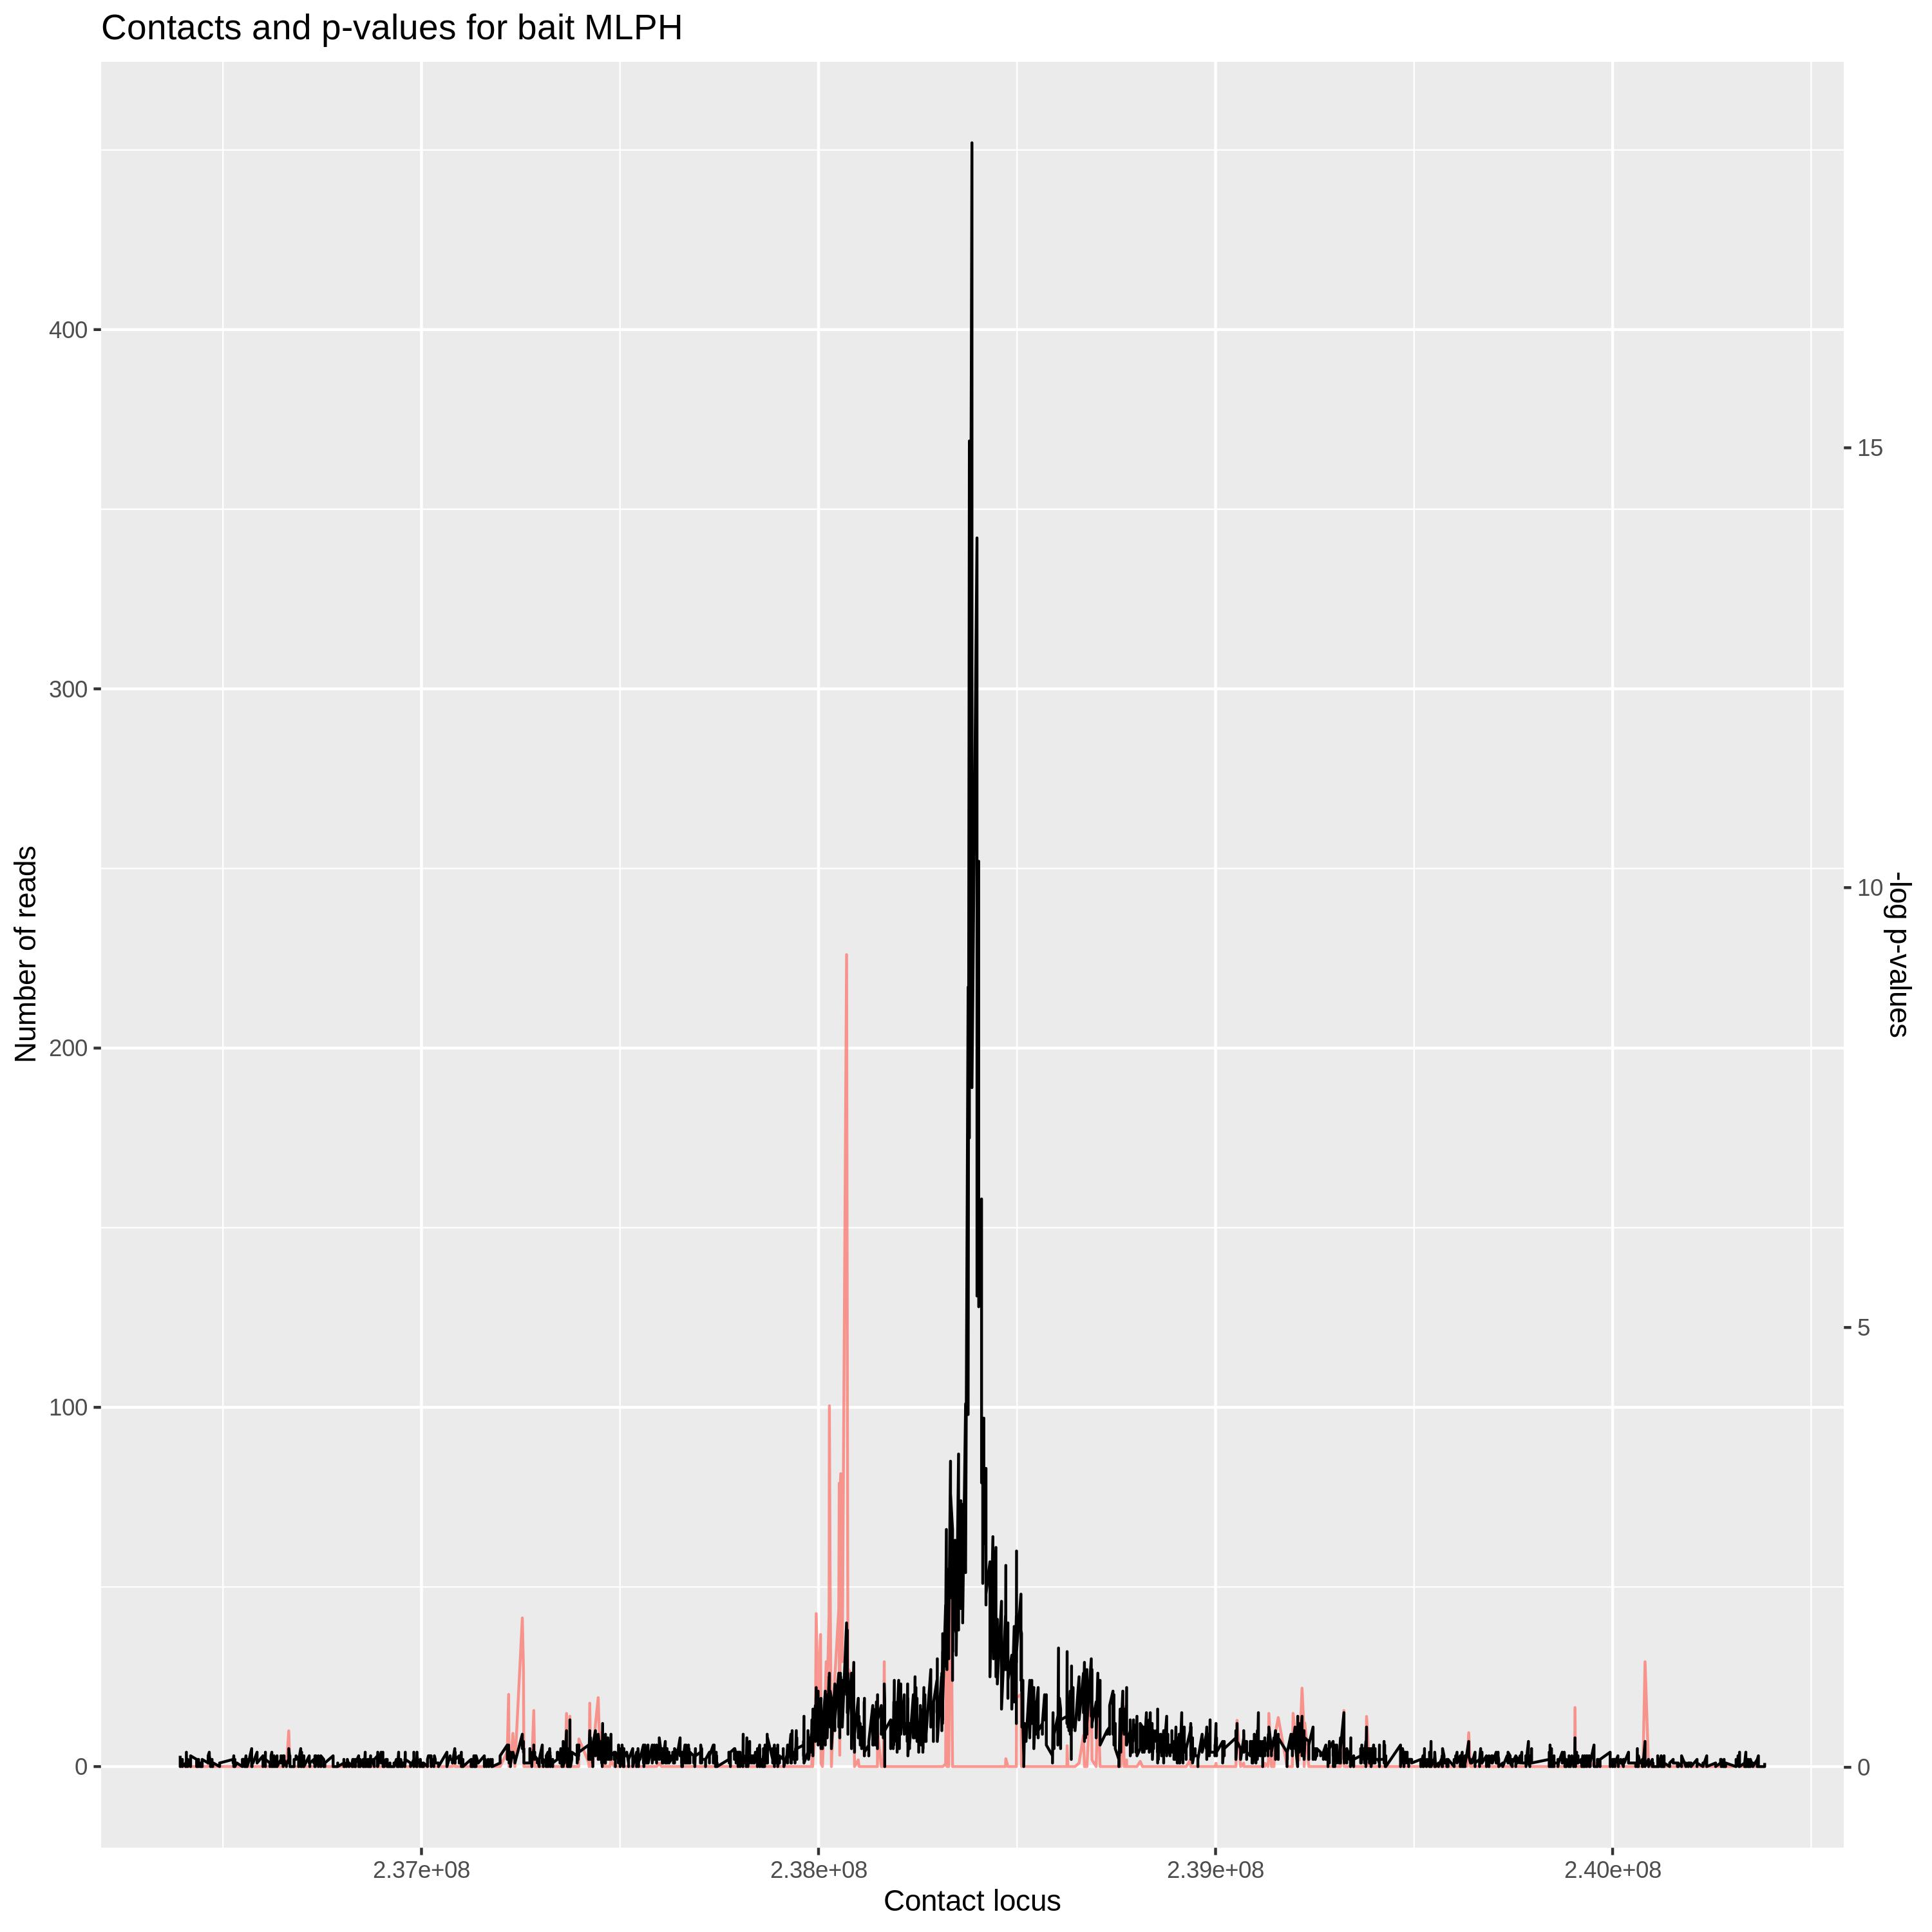 Contacts and p-values for bait MLPH
400
300
200
100
0
Number of reads
15
10
5
0
-log p-values
2.37e+08
2.38e+08
2.39e+08
2.40e+08
Contact locus